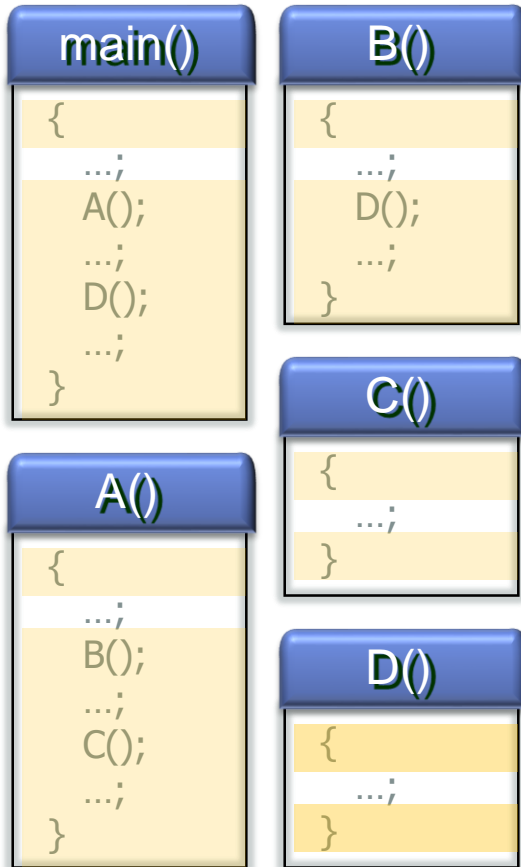 main()
{
...;
A();
...;
D();
...;
}
A()
{
...;
B();
...;
C();
...;
}
B()
{
...;
D();
...;
}
C()
{
...;
}
D()
{
...;
}